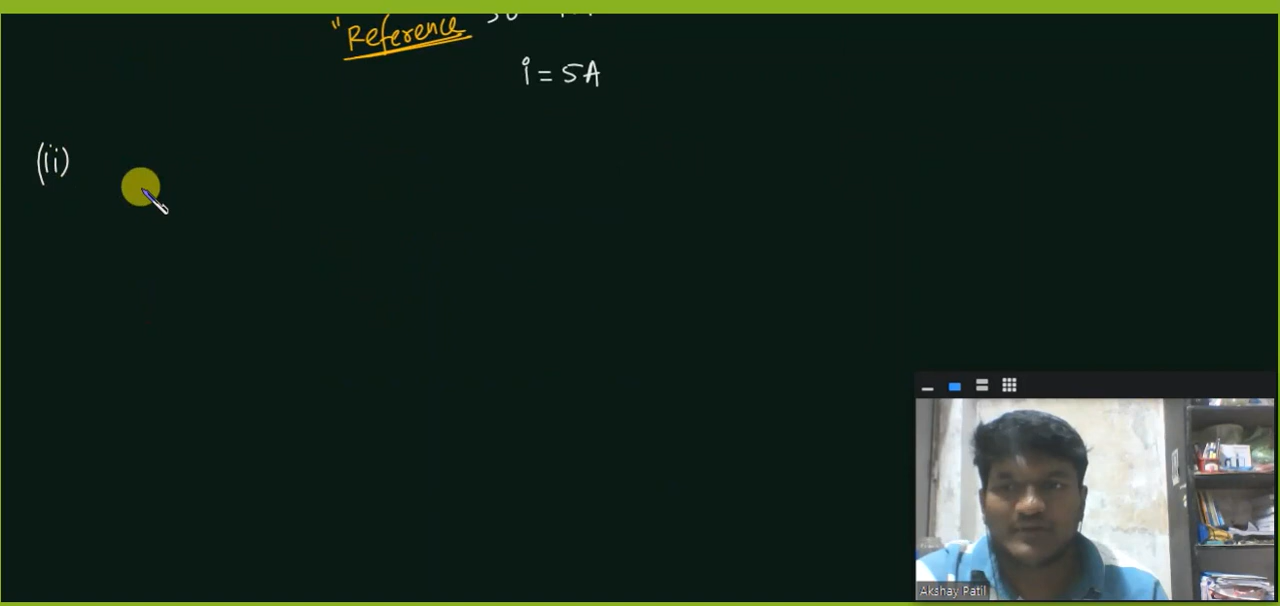 "Reference
i = 5A
(ii)
Akshay Patil